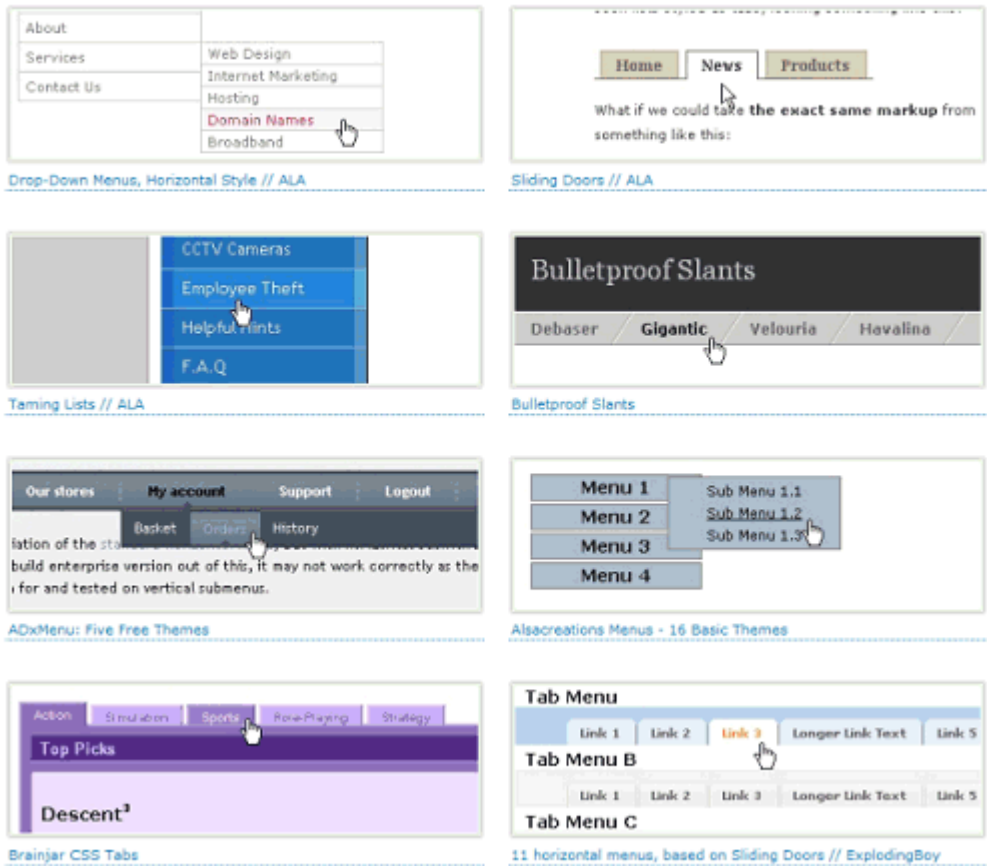 About
Services
Contact Us
Web Design
Internet Marketing
Hosting
Domain Names
Broadband
Drop-Down Menus, Horizontal Style // ALA
Home News Products
What if we could take the exact same markup from
something like this:
Sliding Doors // ALA
CCTV Cameras
Employee Theft
Helpful Hints
F.A.Q
Taming Lists // ALA
Bulletproof Slants
Debaser Gigantic Velouria Havalina
Bulletproof Slants
Our stores My account Support Logout
Basket Orders History
build enterprise version out of this, it may not work correctly as the
for and tested on vertical submenus.
ADxMenu: Five Free Themes
Menu 1
Menu 2
Menu 3
Menu 4
Sub Menu 1.1
Sub Menu 1.2
Sub Menu 1.3
Alsacreations Menus - 16 Basic Themes
Action Simulation Sports Role-Playing Strategy
Top Picks
Descent³
Brainjar CSS Tabs
Tab Menu
Link 1 Link 2 Link 3 Longer Link Text Link 5
Tab Menu B
Link 1 Link 2 Link 3 Longer Link Text Link 5
Tab Menu C
11 horizontal menus, based on Sliding Doors // ExplodingBoy